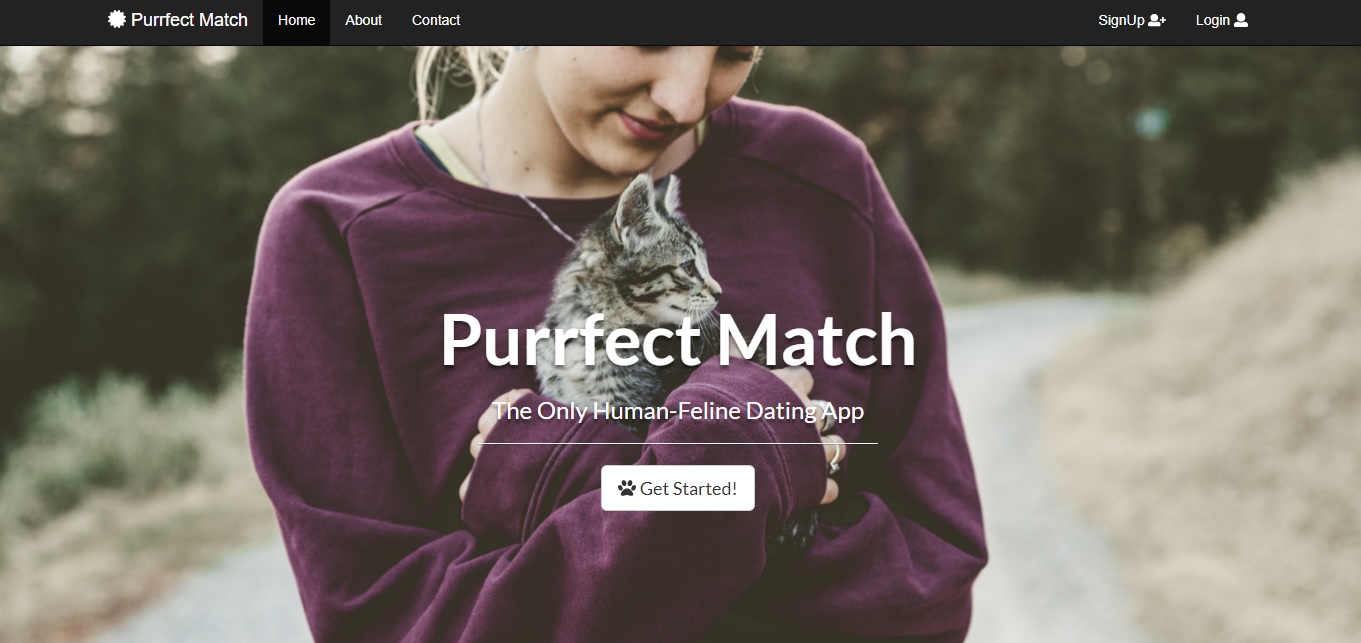 Purrfect Match Home About Contact SignUp Login
Purrfect Match
The Only Human-Feline Dating App
Get Started!